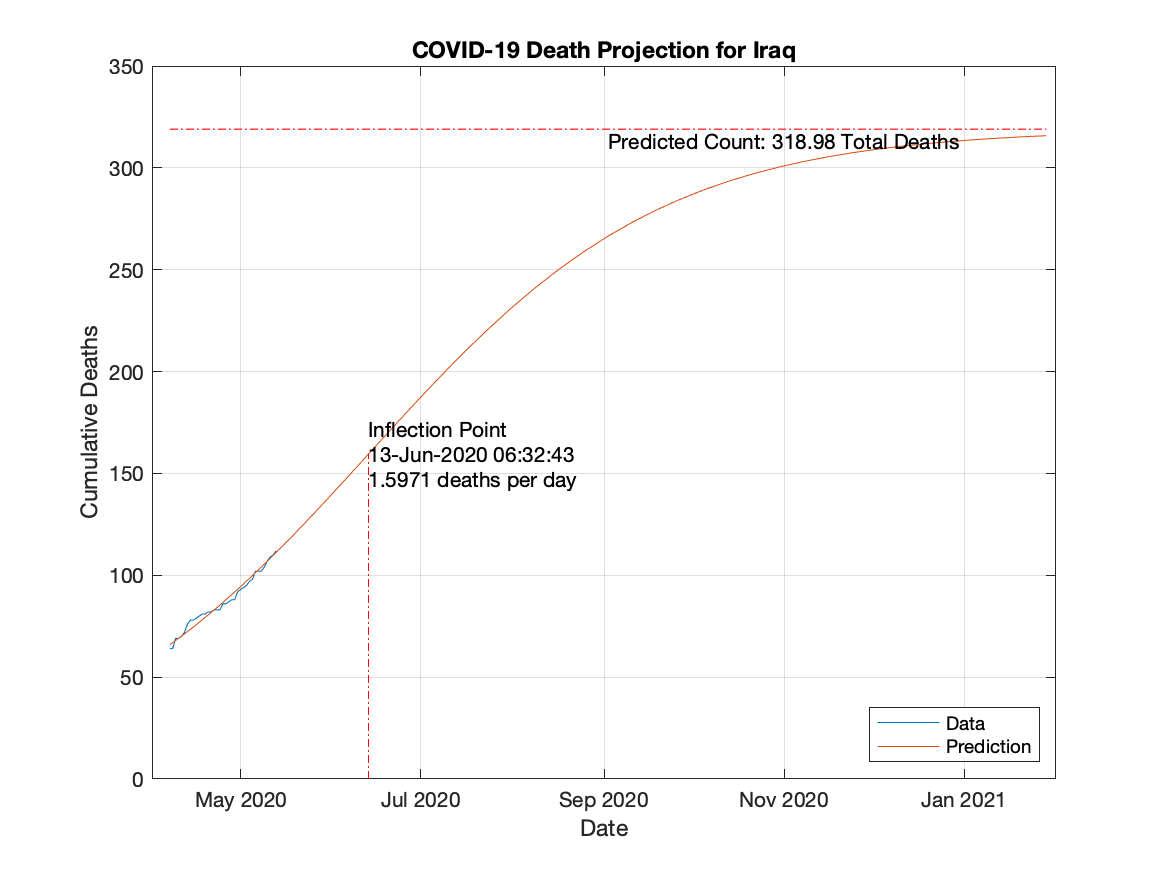 COVID-19 Death Projection for Iraq
350
300
250
200
150
100
50
0
Cumulative Deaths
Predicted Count: 318.98 Total Deaths
Inflection Point
13-Jun-2020 06:32:43
1.5971 deaths per day
Data
Prediction
May 2020
Jul 2020
Sep 2020
Nov 2020
Jan 2021
Date